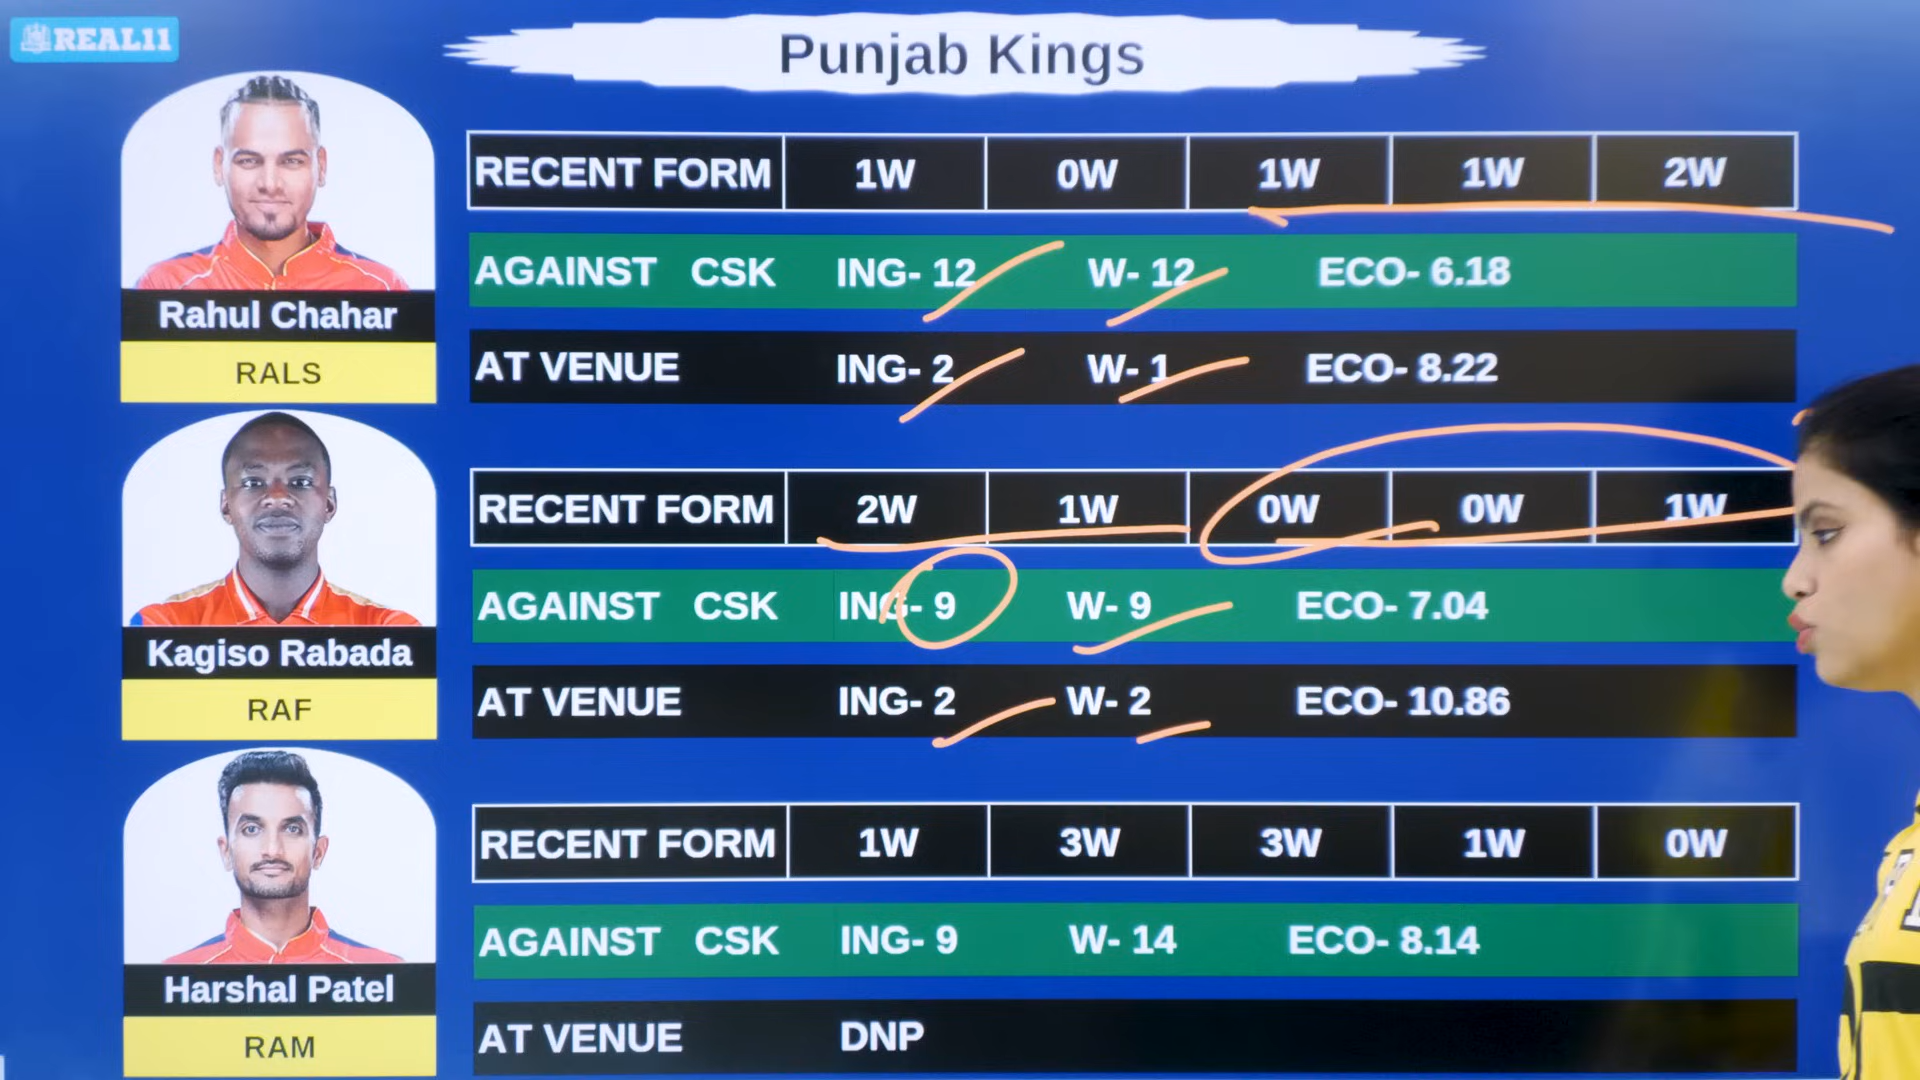 REAL11
Punjab Kings
RECENT FORM 1W 0W 1W 1W 2W
AGAINST CSK ING- 12 W- 12 ECO- 6.18
AT VENUE ING- 2 W- 1 ECO- 8.22
Rahul Chahar
RALS
RECENT FORM 2W 1W 0W 0W 1W
AGAINST CSK ING- 9 W- 9 ECO- 7.04
AT VENUE ING- 2 W- 2 ECO- 10.86
Kagiso Rabada
RAF
RECENT FORM 1W 3W 3W 1W 0W
AGAINST CSK ING- 9 W- 14 ECO- 8.14
AT VENUE DNP
Harshal Patel
RAM